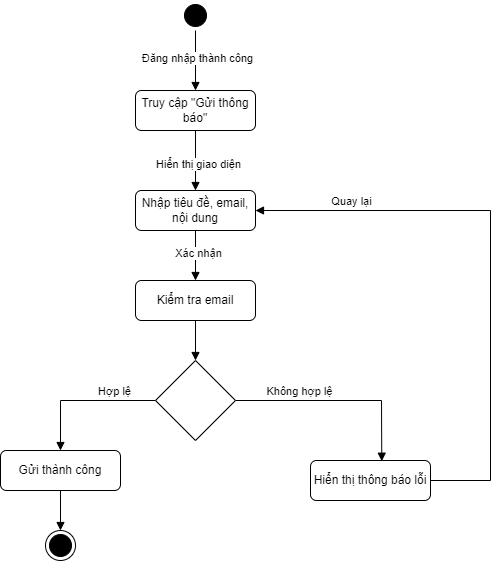 Đăng nhập thành công
Truy cập "Gửi thông
báo"
Hiển thị giao diện
Nhập tiêu đề, email,
nội dung
Quay lại
Xác nhận
Kiểm tra email
Hợp lệ
Không hợp lệ
Gửi thành công
Hiển thị thông báo lỗi